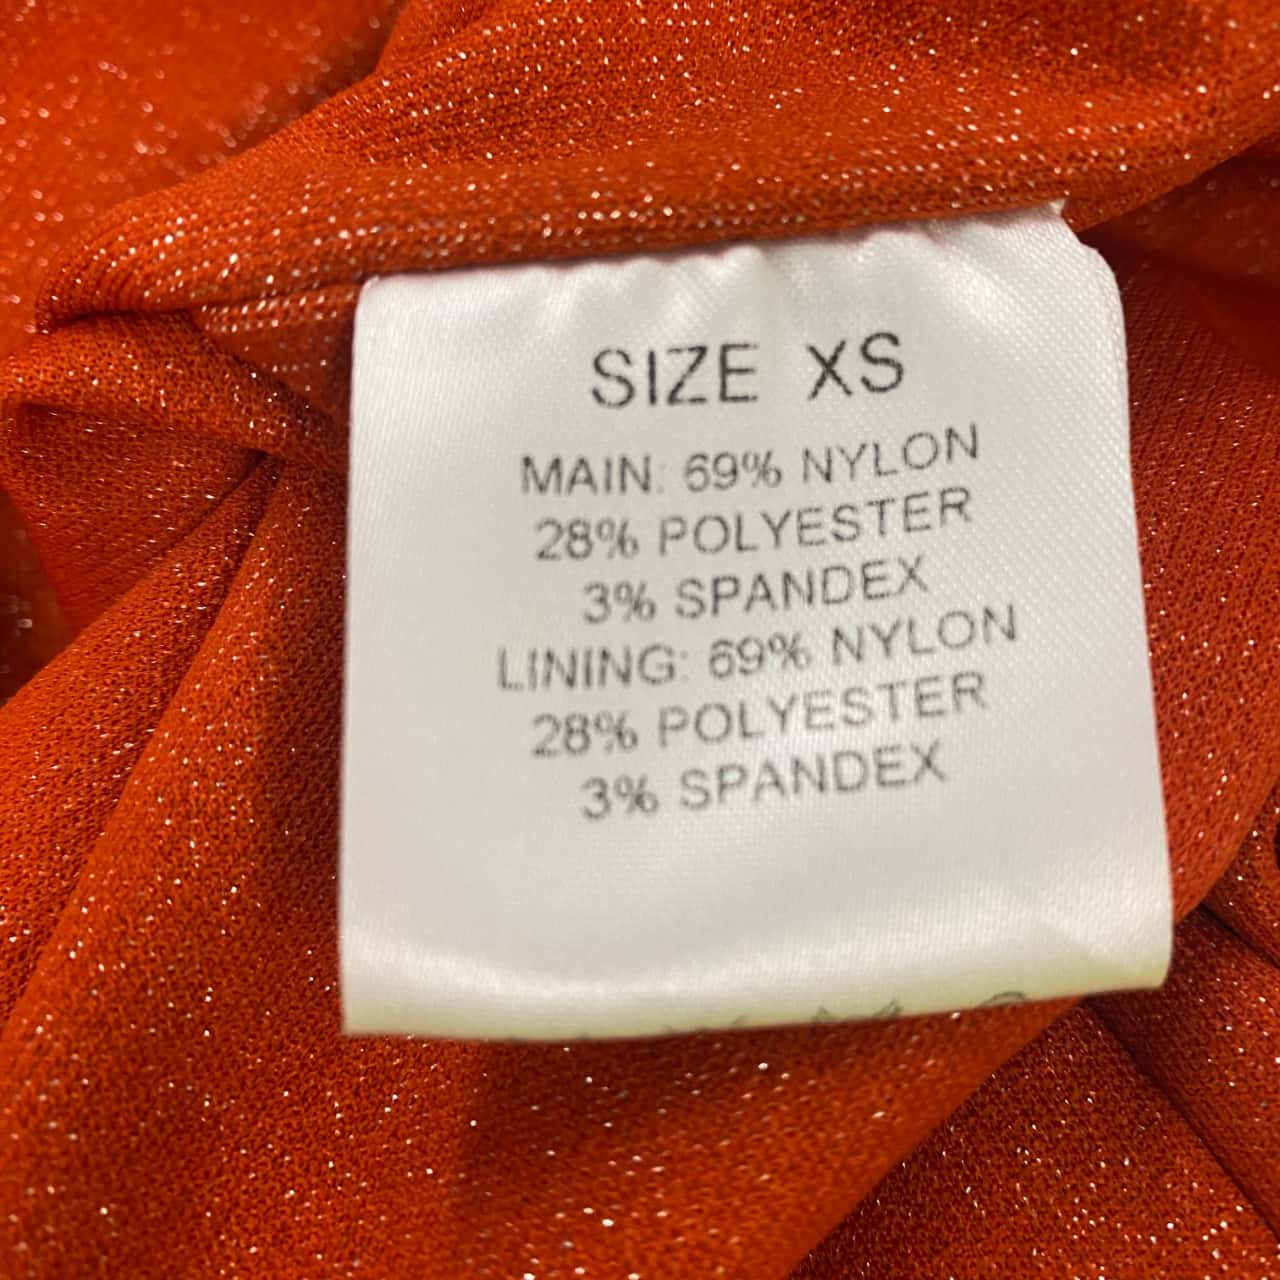 SIZE XS
MAIN: 69% NYLON
28% POLYESTER
3% SPANDEX
LINING: 69% NYLON
28% POLYESTER
3% SPANDEX